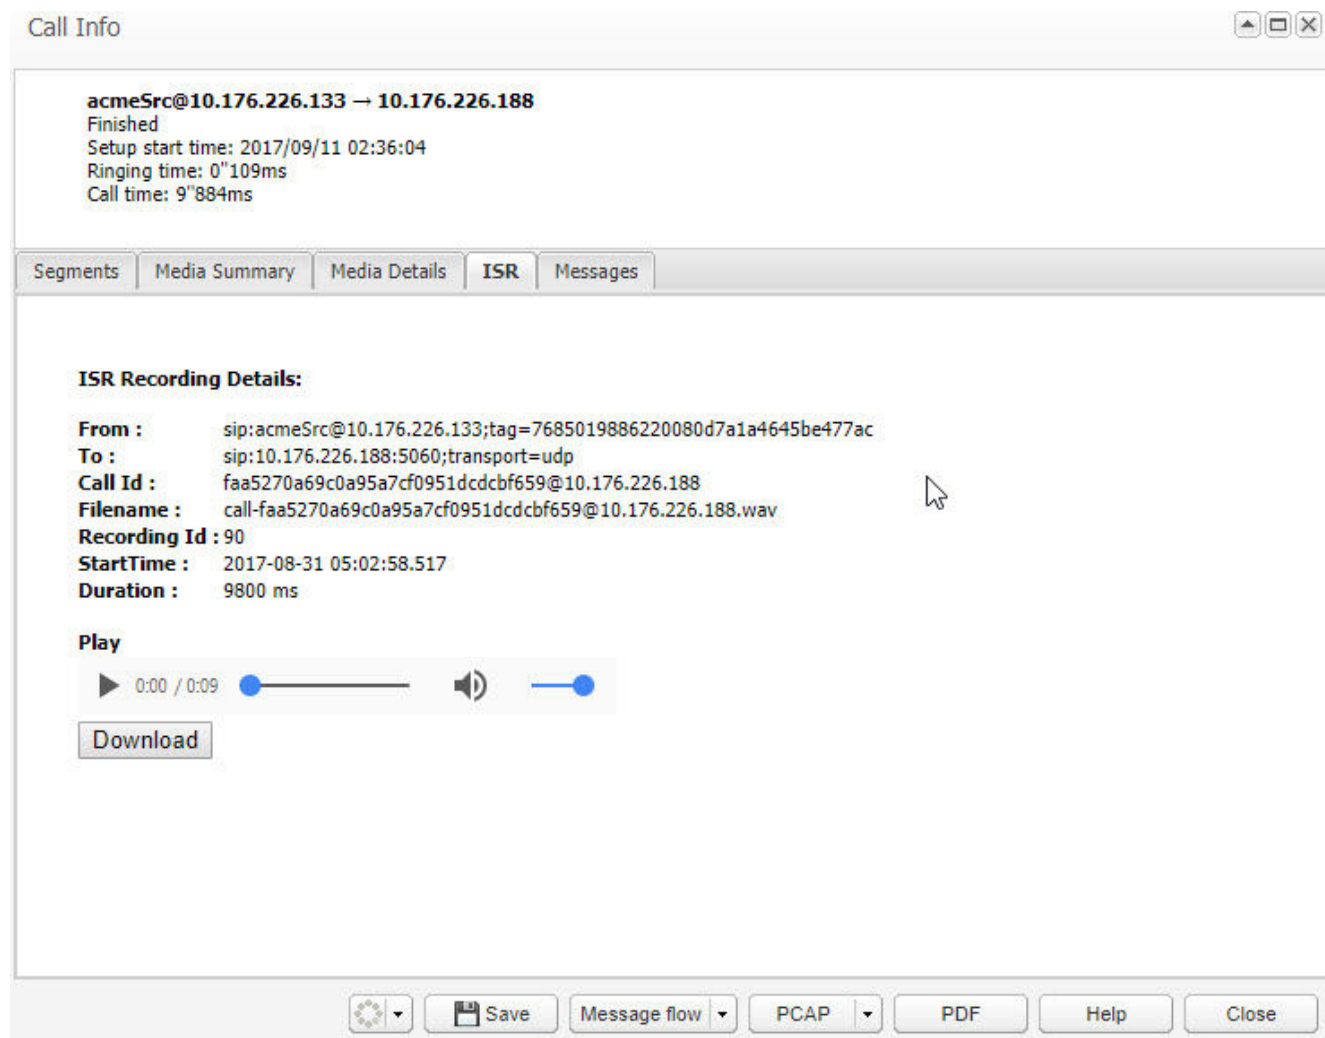 Call Info
acmeSrc@10.176.226.133 → 10.176.226.188
Finished
Setup start time: 2017/09/11 02:36:04
Ringing time: 0"109ms
Call time: 9"884ms
Segments Media Summary Media Details ISR Messages
ISR Recording Details:
From : sip:acmeSrc@10.176.226.133;tag=7685019886220080d7a1a4645be477ac
To : sip:10.176.226.188:5060;transport=udp
Call Id : faa5270a69c0a95a7cf0951dcdcbf659@10.176.226.188
Filename : call-faa5270a69c0a95a7cf0951dcdcbf659@10.176.226.188.wav
Recording Id : 90
StartTime : 2017-08-31 05:02:58.517
Duration : 9800 ms
Play
0:00 / 0:09
Download
Save Message flow PCAP PDF Help Close